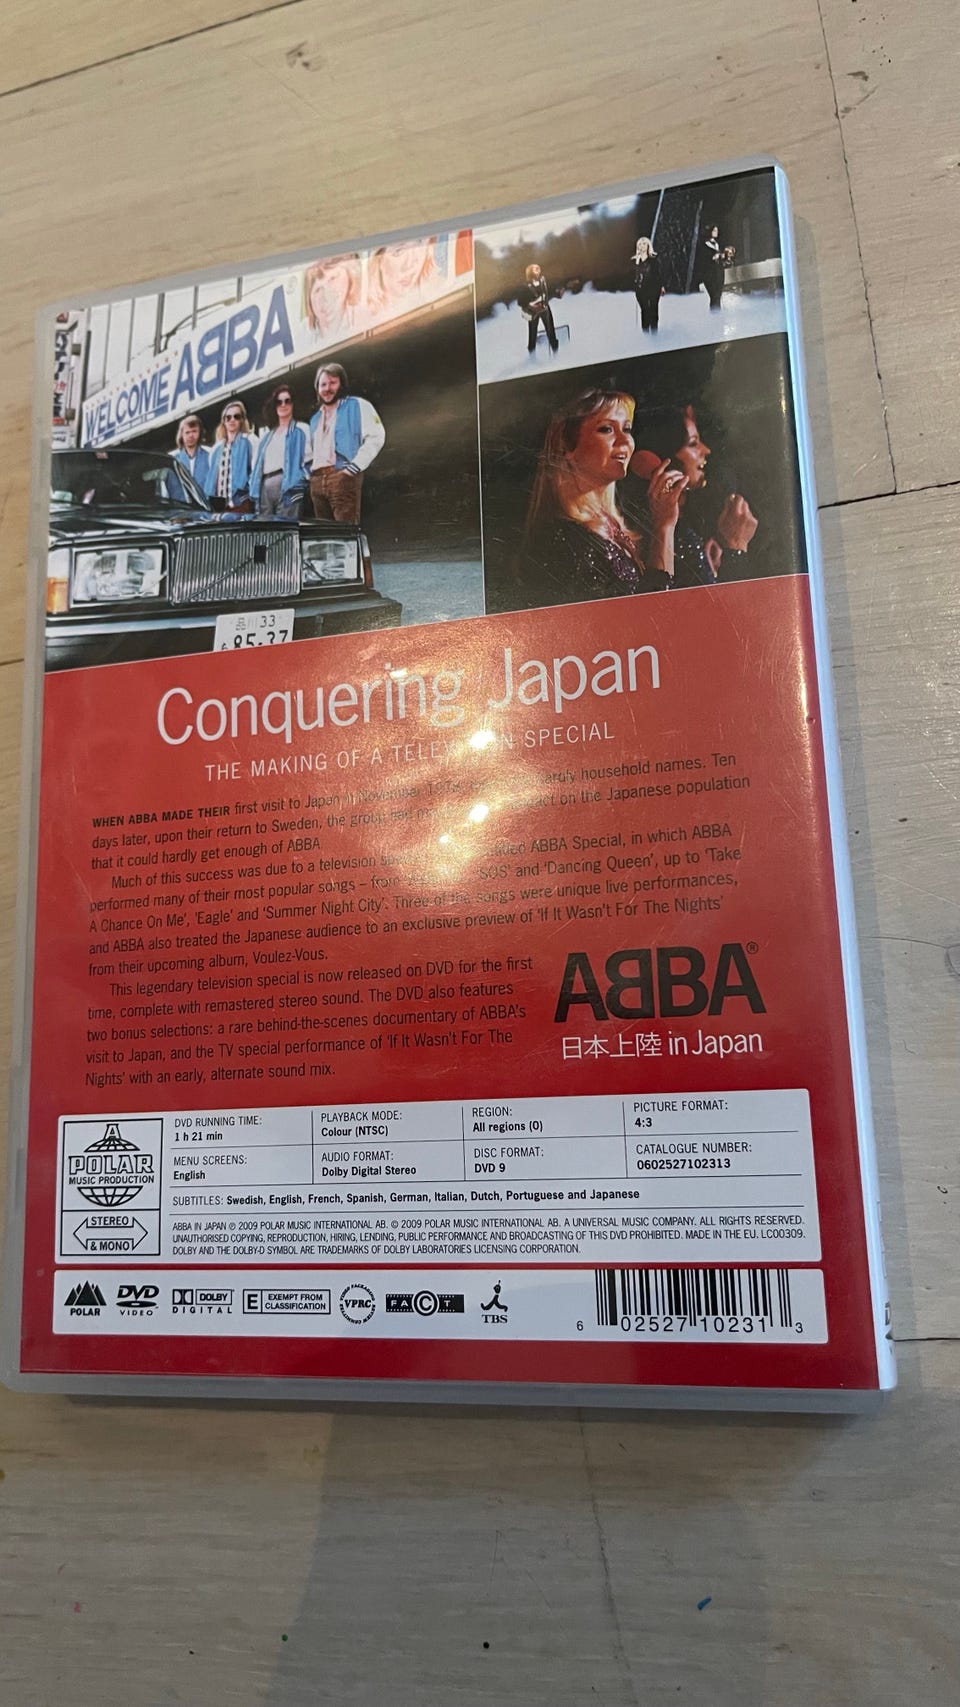 WELCOME ABBA
品川 33
85-37
Conquering Japan
THE MAKING OF A TELEVISION SPECIAL
WHEN ABBA MADE THEIR first visit to Japan in November household names. Ten
days later, upon their return to Sweden, the group had on the Japanese population
that it could hardly get enough of ABBA
Much of this success was due to a television ABBA Special, in which ABBA
performed many of their most popular songs – from 'SOS' and 'Dancing Queen', up to 'Take
A Chance On Me', 'Eagle' and 'Summer Night City'. Three of the songs were unique live performances,
and ABBA also treated the Japanese audience to an exclusive preview of 'If It Wasn't For The Nights'
from their upcoming album, Voulez-Vous.
This legendary television special is now released on DVD for the first
time, complete with remastered stereo sound. The DVD also features
two bonus selections: a rare behind-the-scenes documentary of ABBA's
visit to Japan, and the TV special performance of 'If It Wasn't For The
Nights' with an early, alternate sound mix.
ABBA®
日本上陸 in Japan
A
POLAR
MUSIC PRODUCTION
STEREO
& MONO
DVD RUNNING TIME:
1 h 21 min
PLAYBACK MODE:
Colour (NTSC)
REGION:
All regions (0)
PICTURE FORMAT:
4:3
MENU SCREENS:
English
AUDIO FORMAT:
Dolby Digital Stereo
DISC FORMAT:
DVD 9
CATALOGUE NUMBER:
0602527102313
SUBTITLES: Swedish, English, French, Spanish, German, Italian, Dutch, Portuguese and Japanese
ABBA IN JAPAN ℗ 2009 POLAR MUSIC INTERNATIONAL AB. © 2009 POLAR MUSIC INTERNATIONAL AB. A UNIVERSAL MUSIC COMPANY. ALL RIGHTS RESERVED.
UNAUTHORISED COPYING, REPRODUCTION, HIRING, LENDING, PUBLIC PERFORMANCE AND BROADCASTING OF THIS DVD PROHIBITED. MADE IN THE EU. LC00309.
DOLBY AND THE DOLBY-D SYMBOL ARE TRADEMARKS OF DOLBY LABORATORIES LICENSING CORPORATION.
POLAR
DVD
VIDEO
DOLBY
DIGITAL
E EXEMPT FROM
CLASSIFICATION
VPRC
FACT
TBS
6 02527 10231 3